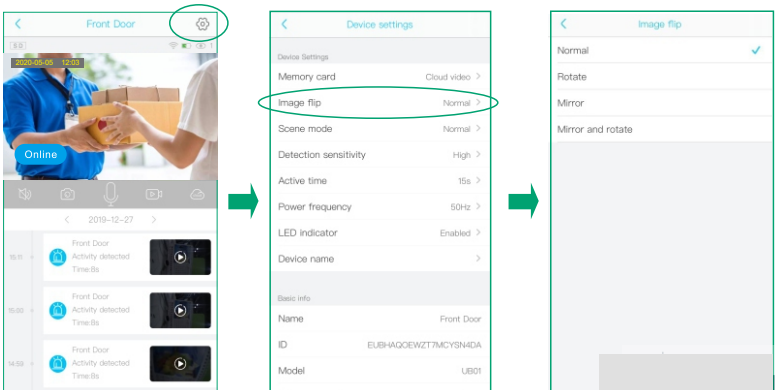 Front Door
SD
2020-05-05 12:03
Online
2019-12-27
15:11
Front Door
Activity detected
Time:8s
15:00
Front Door
Activity detected
Time:8s
14:59
Front Door
Activity detected
Time:8s
Device settings
Device Settings
Memory card Cloud video
Image flip Normal
Scene mode Normal
Detection sensitivity High
Active time 15s
Power frequency 50Hz
LED indicator Enabled
Device name
Basic info
Name Front Door
ID EUBHAQOEWZT7MCYSN4DA
Model UB01
Image flip
Normal
Rotate
Mirror
Mirror and rotate